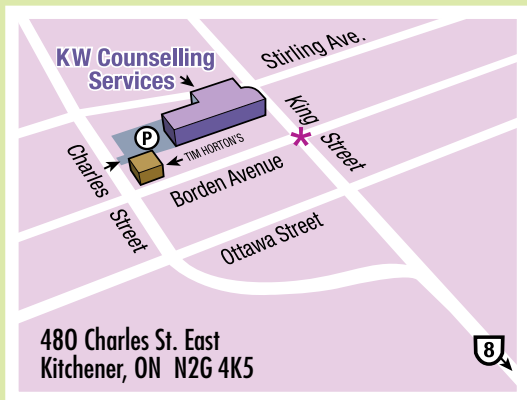 Stirling Ave.
KW Counselling
Services
King
Street
P
TIM HORTON'S
Charles
Street
Borden Avenue
Ottawa Street
480 Charles St. East
Kitchener, ON N2G 4K5
8